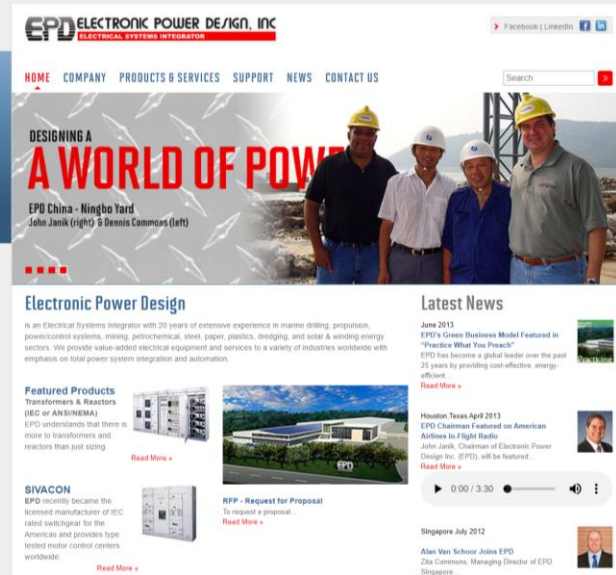 EPD ELECTRONIC POWER DESIGN, INC
ELECTRICAL SYSTEMS INTEGRATOR
Facebook | LinkedIn
HOME COMPANY PRODUCTS & SERVICES SUPPORT NEWS CONTACT US
Search
DESIGNING A
A WORLD OF POW
EPD China - Ningbo Yard
John Janik (right) & Dennis Commons (left)
Electronic Power Design
is an Electrical Systems Integrator with 20 years of extensive experience in marine drilling, propulsion,
power/control systems, mining, petrochemical, steel, paper, plastics, dredging, and solar & winding energy
sectors. We provide value-added electrical equipment and services to a variety of industries worldwide with
emphasis on total power system integration and automation.
Featured Products
Transformers & Reactors
(IEC or ANSI/NEMA)
EPD understands that there is
more to transformers and
reactors than just sizing.
Read More »
SIVACON
EPD recently became the
licensed manufacturer of IEC
rated switchgear for the
Americas and provides type
tested motor control centers
worldwide.
Read More »
EPD
RFP - Request for Proposal
To request a proposal...
Read More »
Latest News
June 2013
EPD's Green Business Model Featured in
"Practice What You Preach"
EPD has become a global leader over the past
25 years by providing cost-effective, energy-
efficient...
Read More »
Practicing
Houston,Texas April 2013
EPD Chairman Featured on American
Airlines In-Flight Radio
John Janik, Chairman of Electronic Power
Design Inc. (EPD), will be featured...
Read More »
0:00 / 3:30
Singapore July 2012
Alan Van Schoor Joins EPD
Zita Commons, Managing Director of EPD
Singapore...